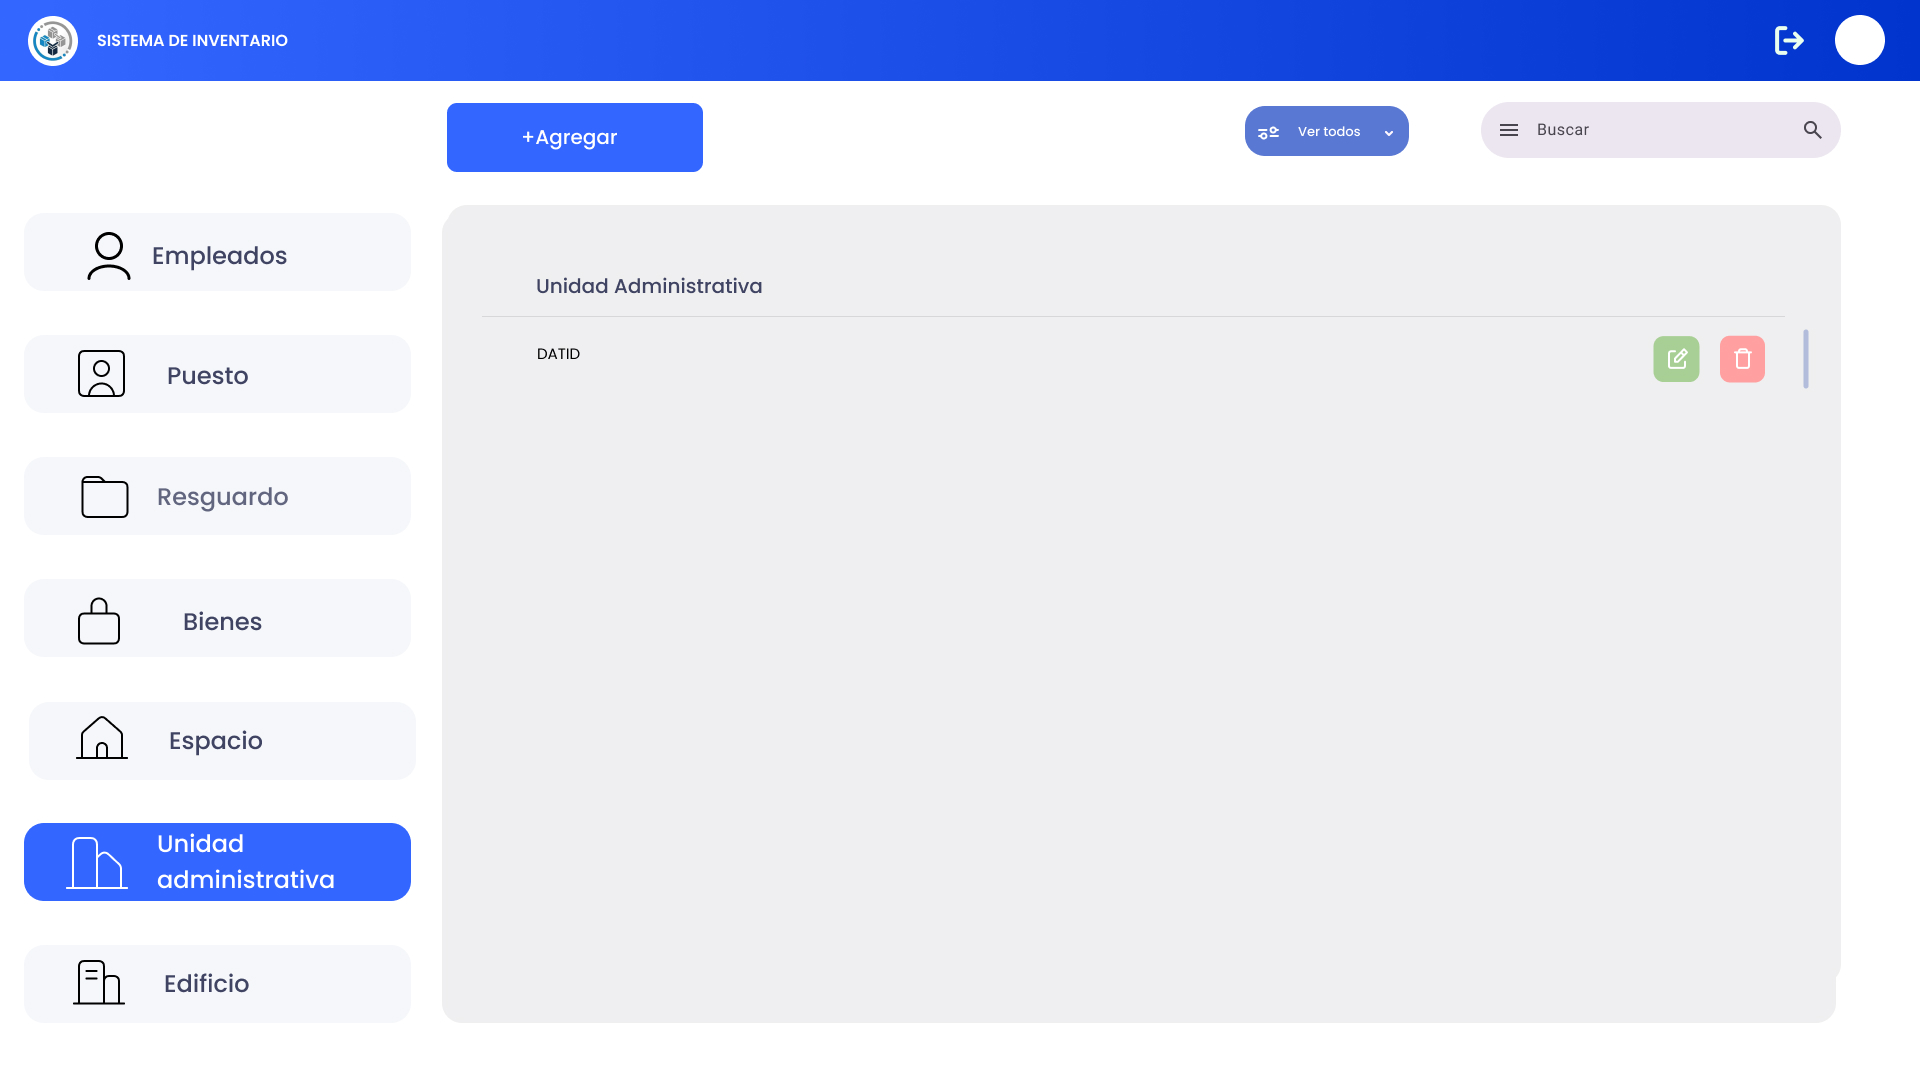 SISTEMA DE INVENTARIO
+Agregar
Ver todos
Buscar
Empleados
Puesto
Resguardo
Bienes
Espacio
Unidad
administrativa
Edificio
Unidad Administrativa
DATID